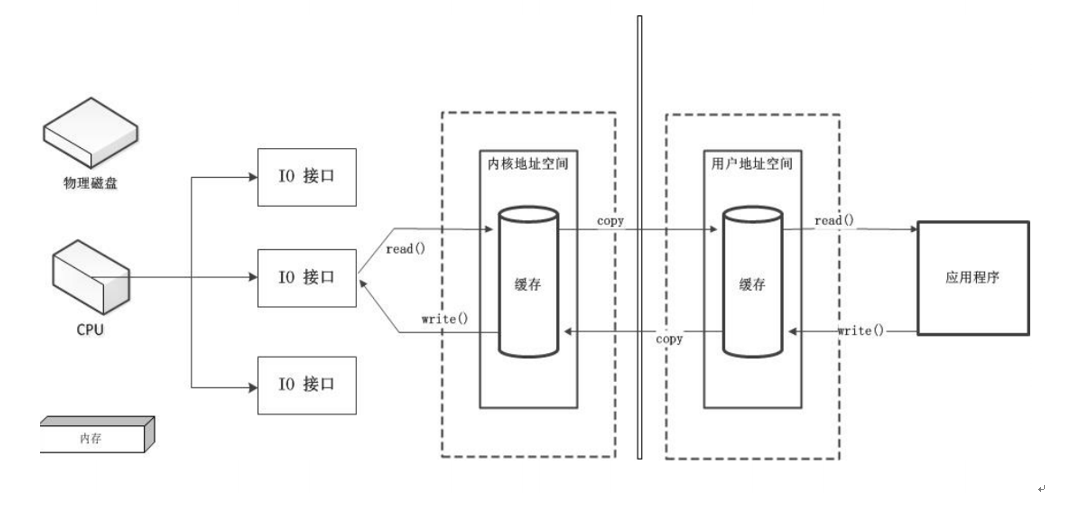 物理磁盘
CPU
内存
IO 接口
IO 接口
IO 接口
read()
write()
内核地址空间
缓存
copy
copy
用户地址空间
缓存
read()
write()
应用程序